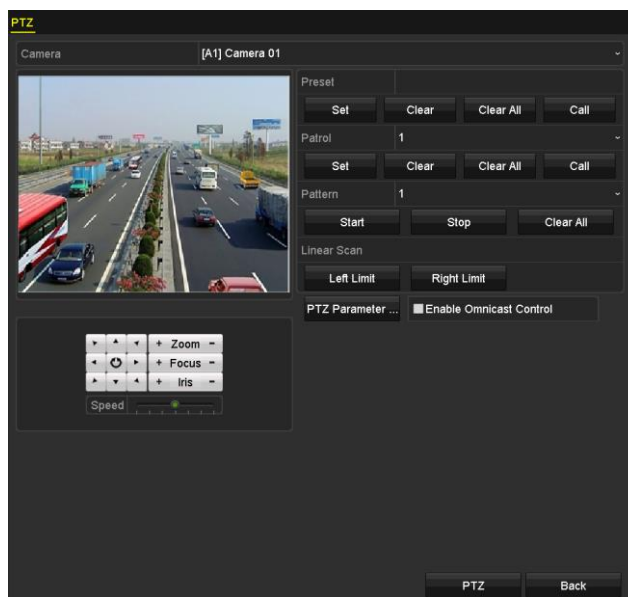 PTZ
Camera [A1] Camera 01
Preset
Set Clear Clear All Call
Patrol 1
Set Clear Clear All Call
Pattern 1
Start Stop Clear All
Linear Scan
Left Limit Right Limit
PTZ Parameter ... Enable Omnicast Control
+ Zoom -
+ Focus -
+ Iris -
Speed
PTZ Back